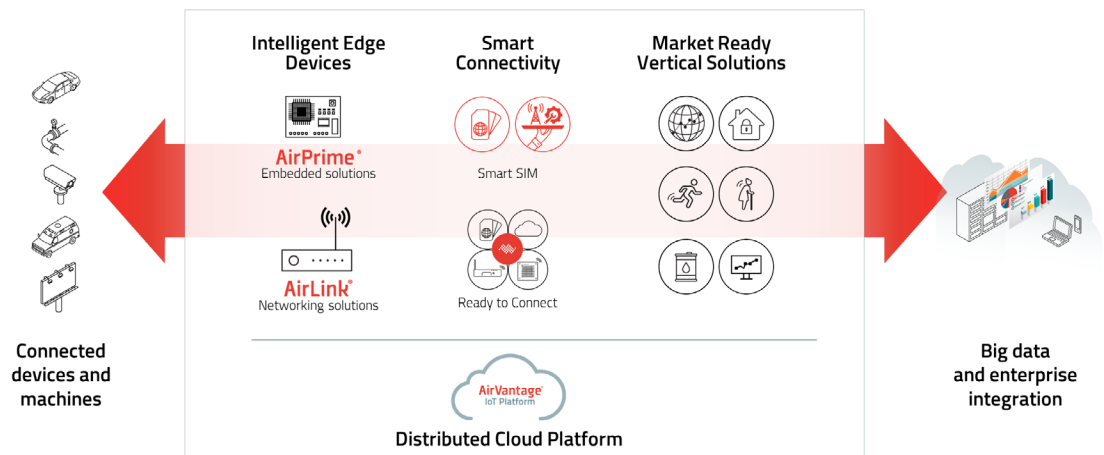 Intelligent Edge
Devices
AirPrime®
Embedded solutions
AirLink®
Networking solutions
Smart
Connectivity
Smart SIM
Ready to Connect
Market Ready
Vertical Solutions
Connected
devices and
machines
Big data
and enterprise
integration
AirVantage®
IoT Platform
Distributed Cloud Platform